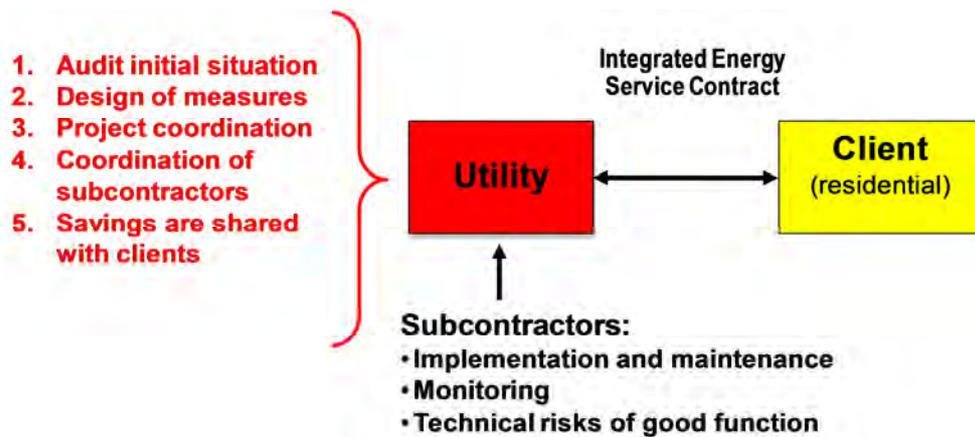 1. Audit initial situation
2. Design of measures
3. Project coordination
4. Coordination of
subcontractors
5. Savings are shared
with clients
Integrated Energy
Service Contract
Utility
Client
(residential)
Subcontractors:
• Implementation and maintenance
• Monitoring
• Technical risks of good function